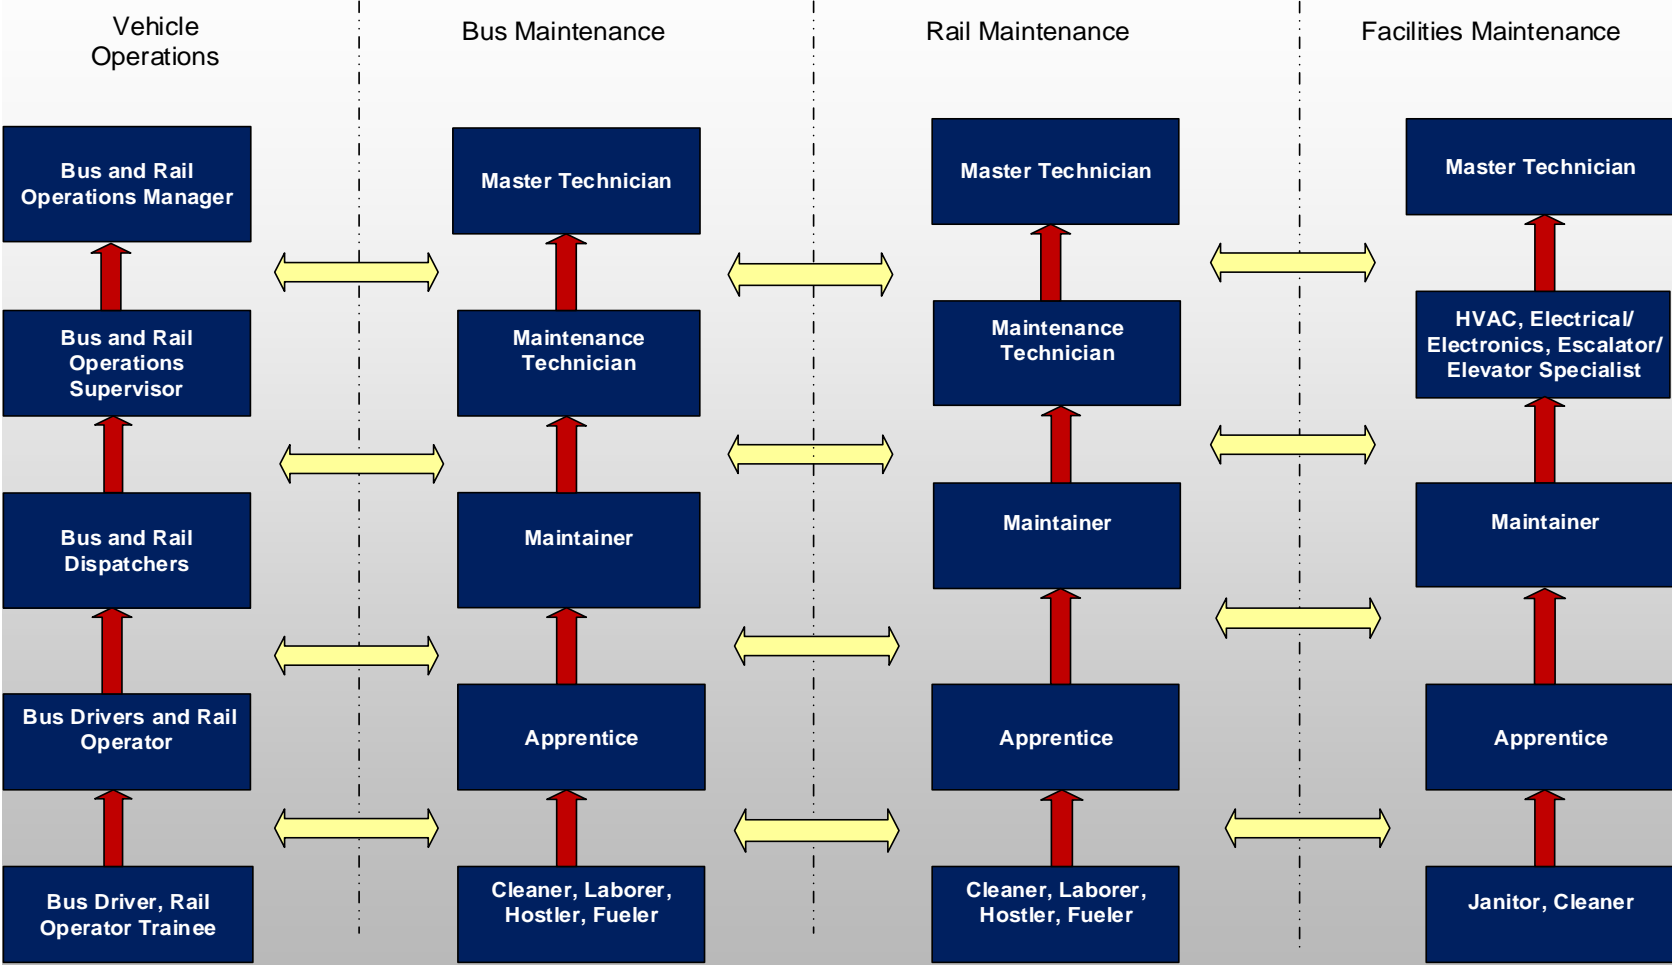 Vehicle
Operations
Bus Maintenance
Rail Maintenance
Facilities Maintenance
Bus and Rail
Operations Manager
Master Technician
Master Technician
Master Technician
Bus and Rail
Operations
Supervisor
Maintenance
Technician
Maintenance
Technician
HVAC, Electrical/
Electronics, Escalator/
Elevator Specialist
Bus and Rail
Dispatchers
Maintainer
Maintainer
Maintainer
Bus Drivers and Rail
Operator
Apprentice
Apprentice
Apprentice
Bus Driver, Rail
Operator Trainee
Cleaner, Laborer,
Hostler, Fueler
Cleaner, Laborer,
Hostler, Fueler
Janitor, Cleaner